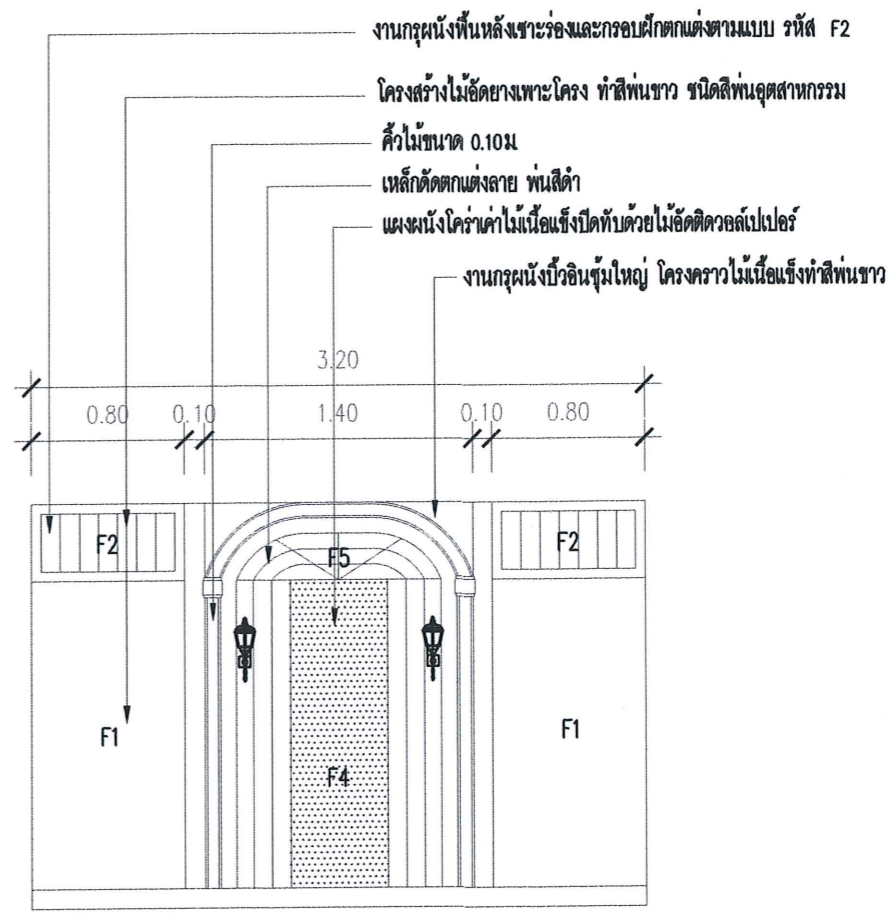 งานกรุผนังพื้นหลังเซาะร่องและกรอบฝักตกแต่งตามแบบ รหัส F2
โครงสร้างไม้อัดยางเพาะโครง ทำสีพ่นขาว ชนิดสีพ่นอุตสาหกรรม
คิ้วไม้ขนาด 0.10ม
เหล็กดัดตกแต่งลาย พ่นสีดำ
แผงผนังโคร่าเค่าไม้เนื้อแข็งปิดทับด้วยไม้อัดติดวอล์เปเปอร์
งานกรุผนังบิ้วอินซุ้มใหญ่ โครงคราวไม้เนื้อแข็งทำสีพ่นขาว
3.20
0.80 0.10 1.40 0.10 0.80
F2 F5 F2
F1 F4 F1